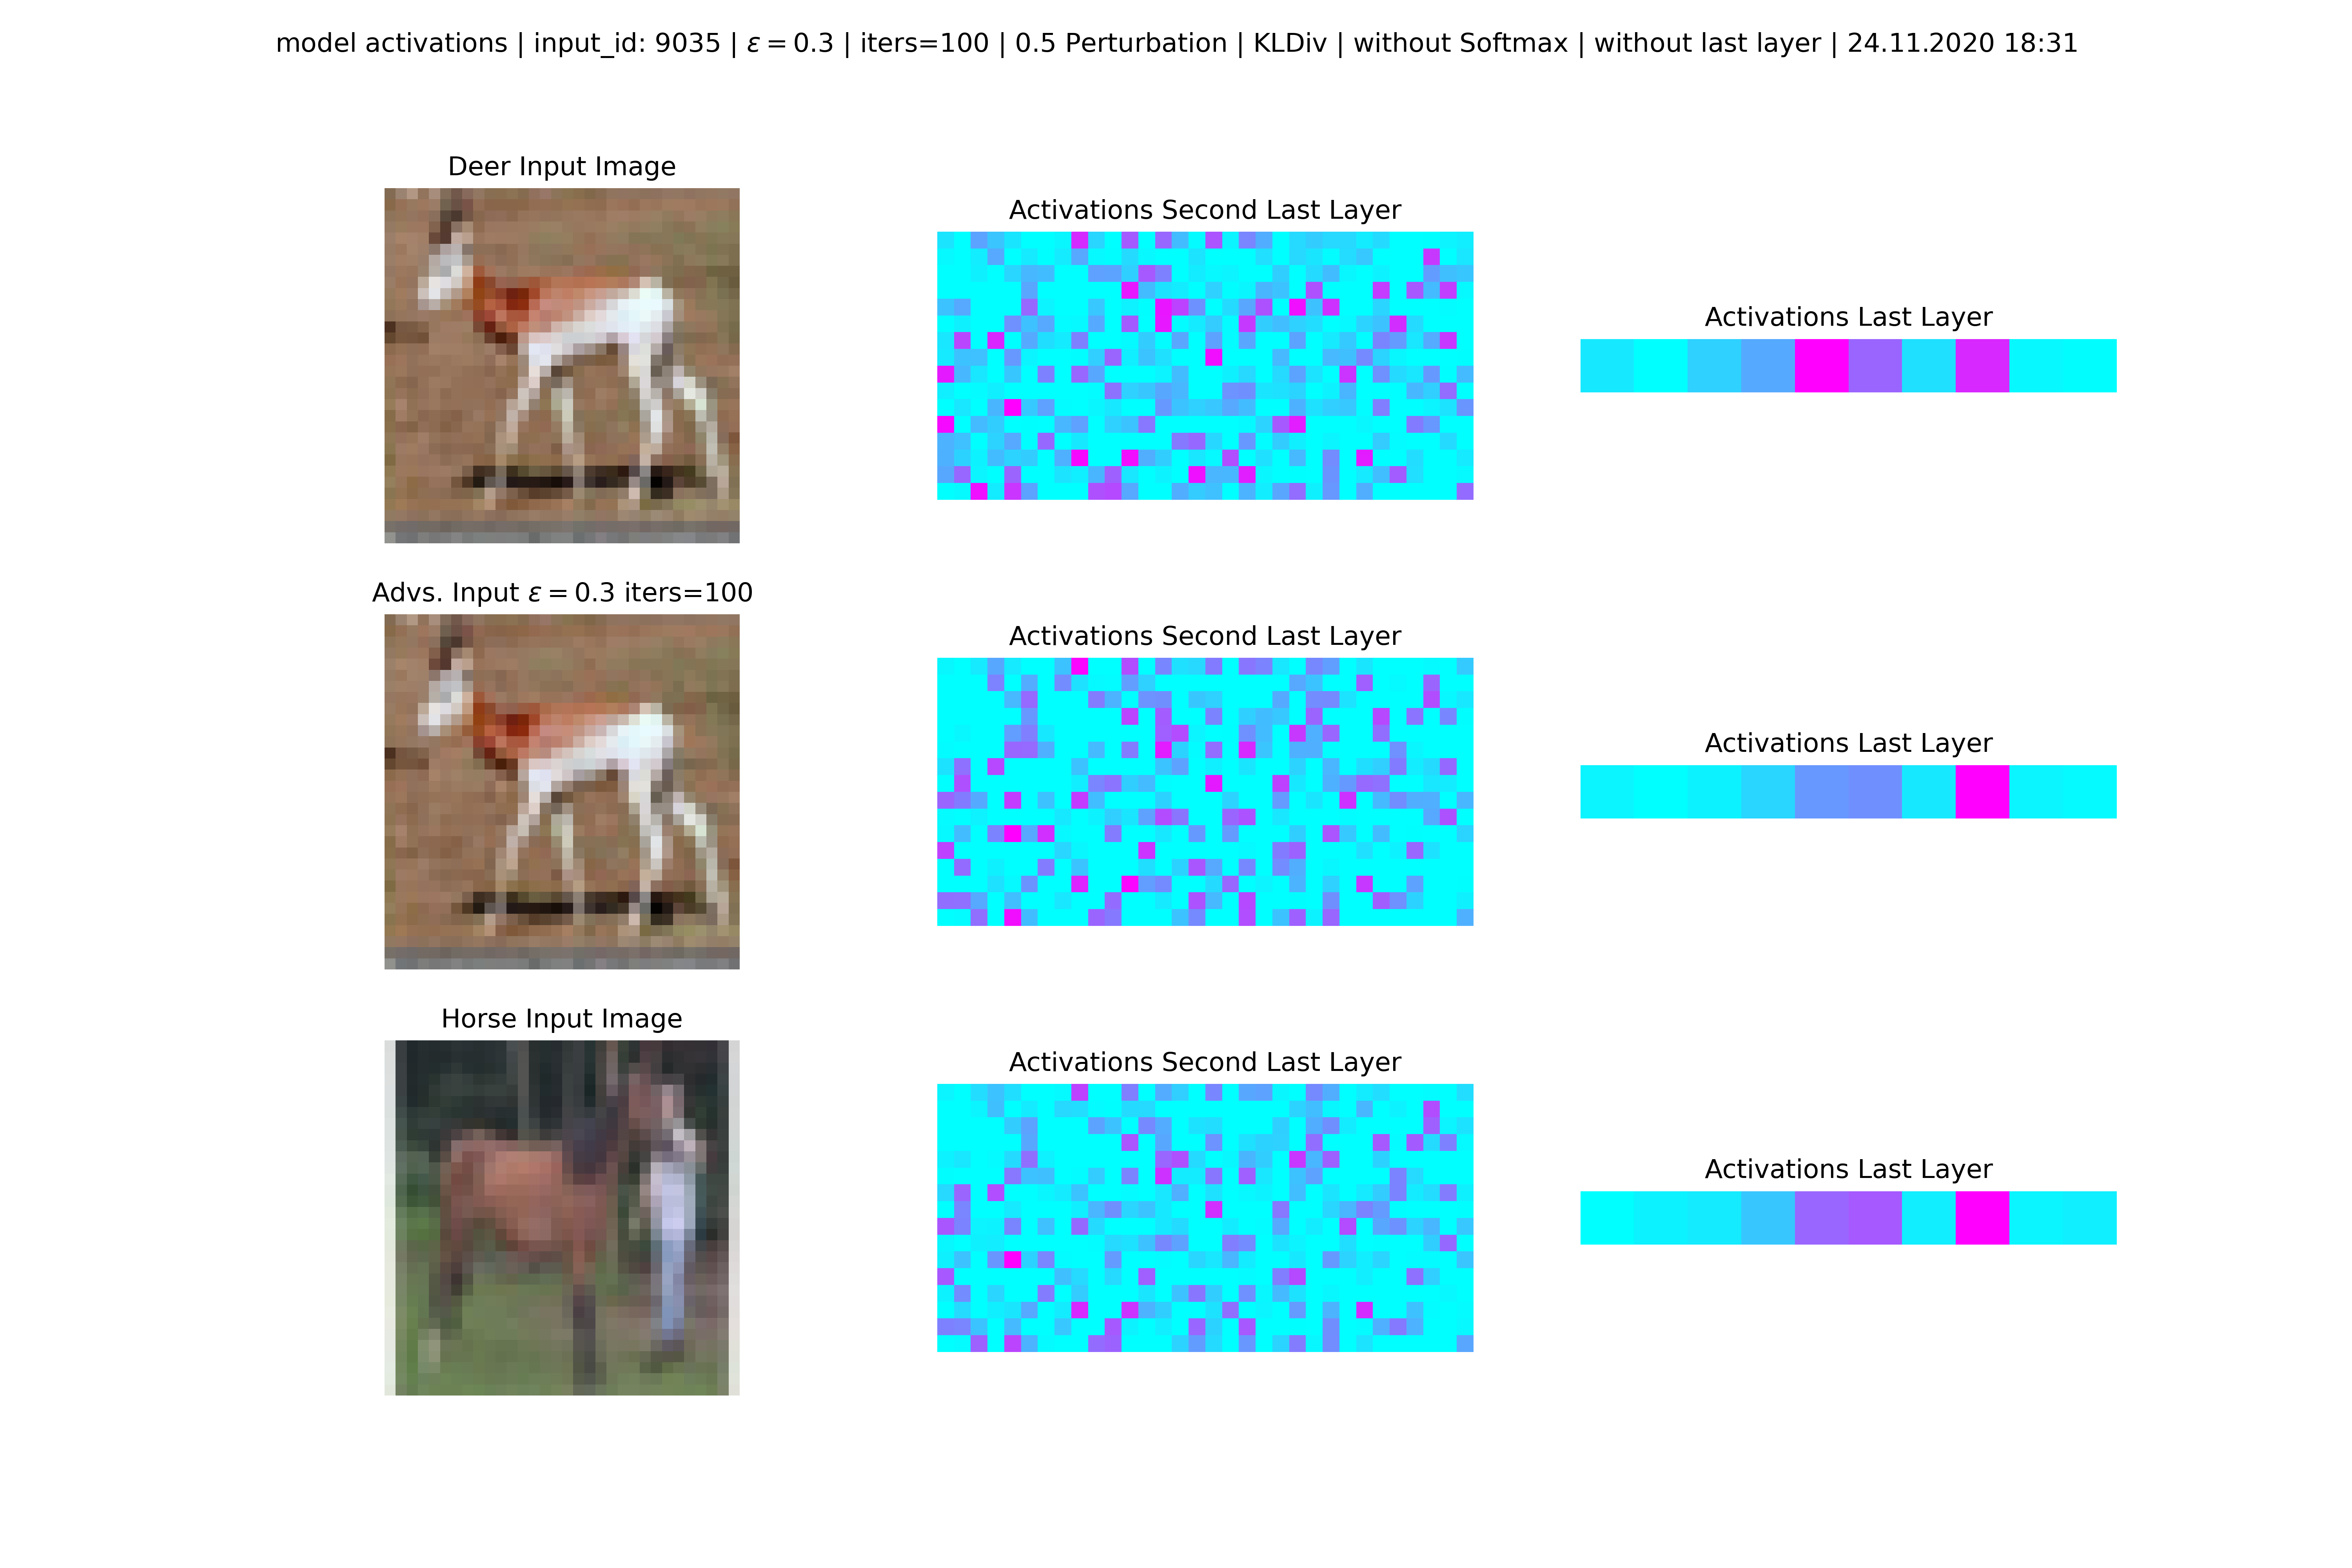 model activations | input_id: 9035 | ε = 0.3 | iters=100 | 0.5 Perturbation | KLDiv | without Softmax | without last layer | 24.11.2020 18:31
Deer Input Image
Activations Second Last Layer
Activations Last Layer
Advs. Input ε = 0.3 iters=100
Activations Second Last Layer
Activations Last Layer
Horse Input Image
Activations Second Last Layer
Activations Last Layer